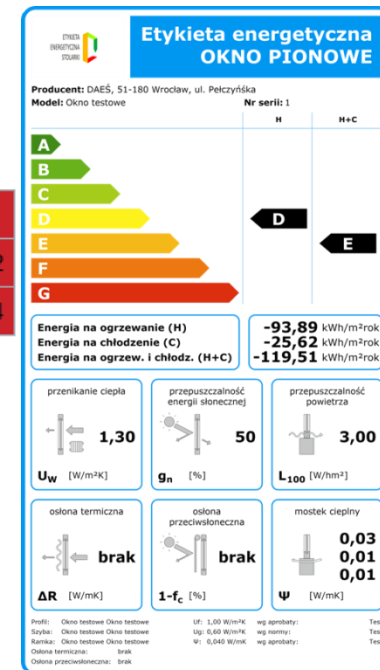 ETYKIETA
ENERGETYCZNA
STOLARKI
Etykieta energetyczna
OKNO PIONOWE
Producent: DAEŚ, 51-180 Wrocław, ul. Pełczyńska
Model: Okno testowe Nr serii: 1
H H+C
A
B
C
D D
E E
F
G
Energia na ogrzewanie (H) -93,89 kWh/m²rok
Energia na chłodzenie (C) -25,62 kWh/m²rok
Energia na ogrzew. i chłodz. (H+C) -119,51 kWh/m²rok
przenikanie ciepła
1,30
Uw [W/m²K]
przepuszczalność
energii słonecznej
50
gn [%]
przepuszczalność
powietrza
3,00
L100 [W/hm²]
osłona termiczna
brak
ΔR [W/mK]
osłona
przeciwsłoneczna
brak
1-fc [%]
mostek cieplny
0,03
0,01
0,01
Ψ [W/mK]
Profil: Okno testowe Okno testowe Uf: 1,00 W/m²K wg aprobaty: Tes
Szyba: Okno testowe Okno testowe Ug: 0,60 W/m²K wg normy: Tes
Ramka: Okno testowe Okno testowe Ψ: 0,040 W/mK wg aprobaty: Tes
Osłona termiczna: brak
Osłona przeciwsłoneczna: brak